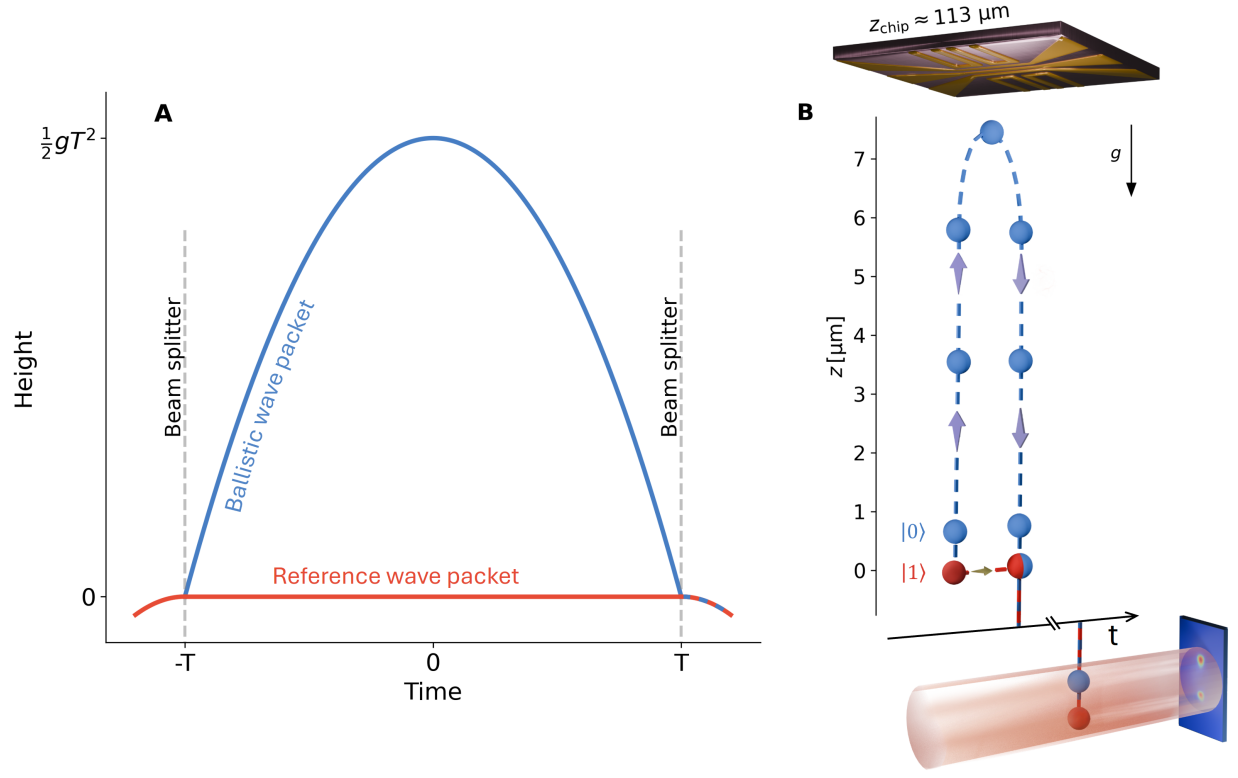 A
½gT²
0
Height
Beam splitter
Ballistic wave packet
Beam splitter
Reference wave packet
-T
0
T
Time
z_chip ≈ 113 μm
B
g
7
6
5
4
3
2
1
0
z [μm]
|0⟩
|1⟩
t